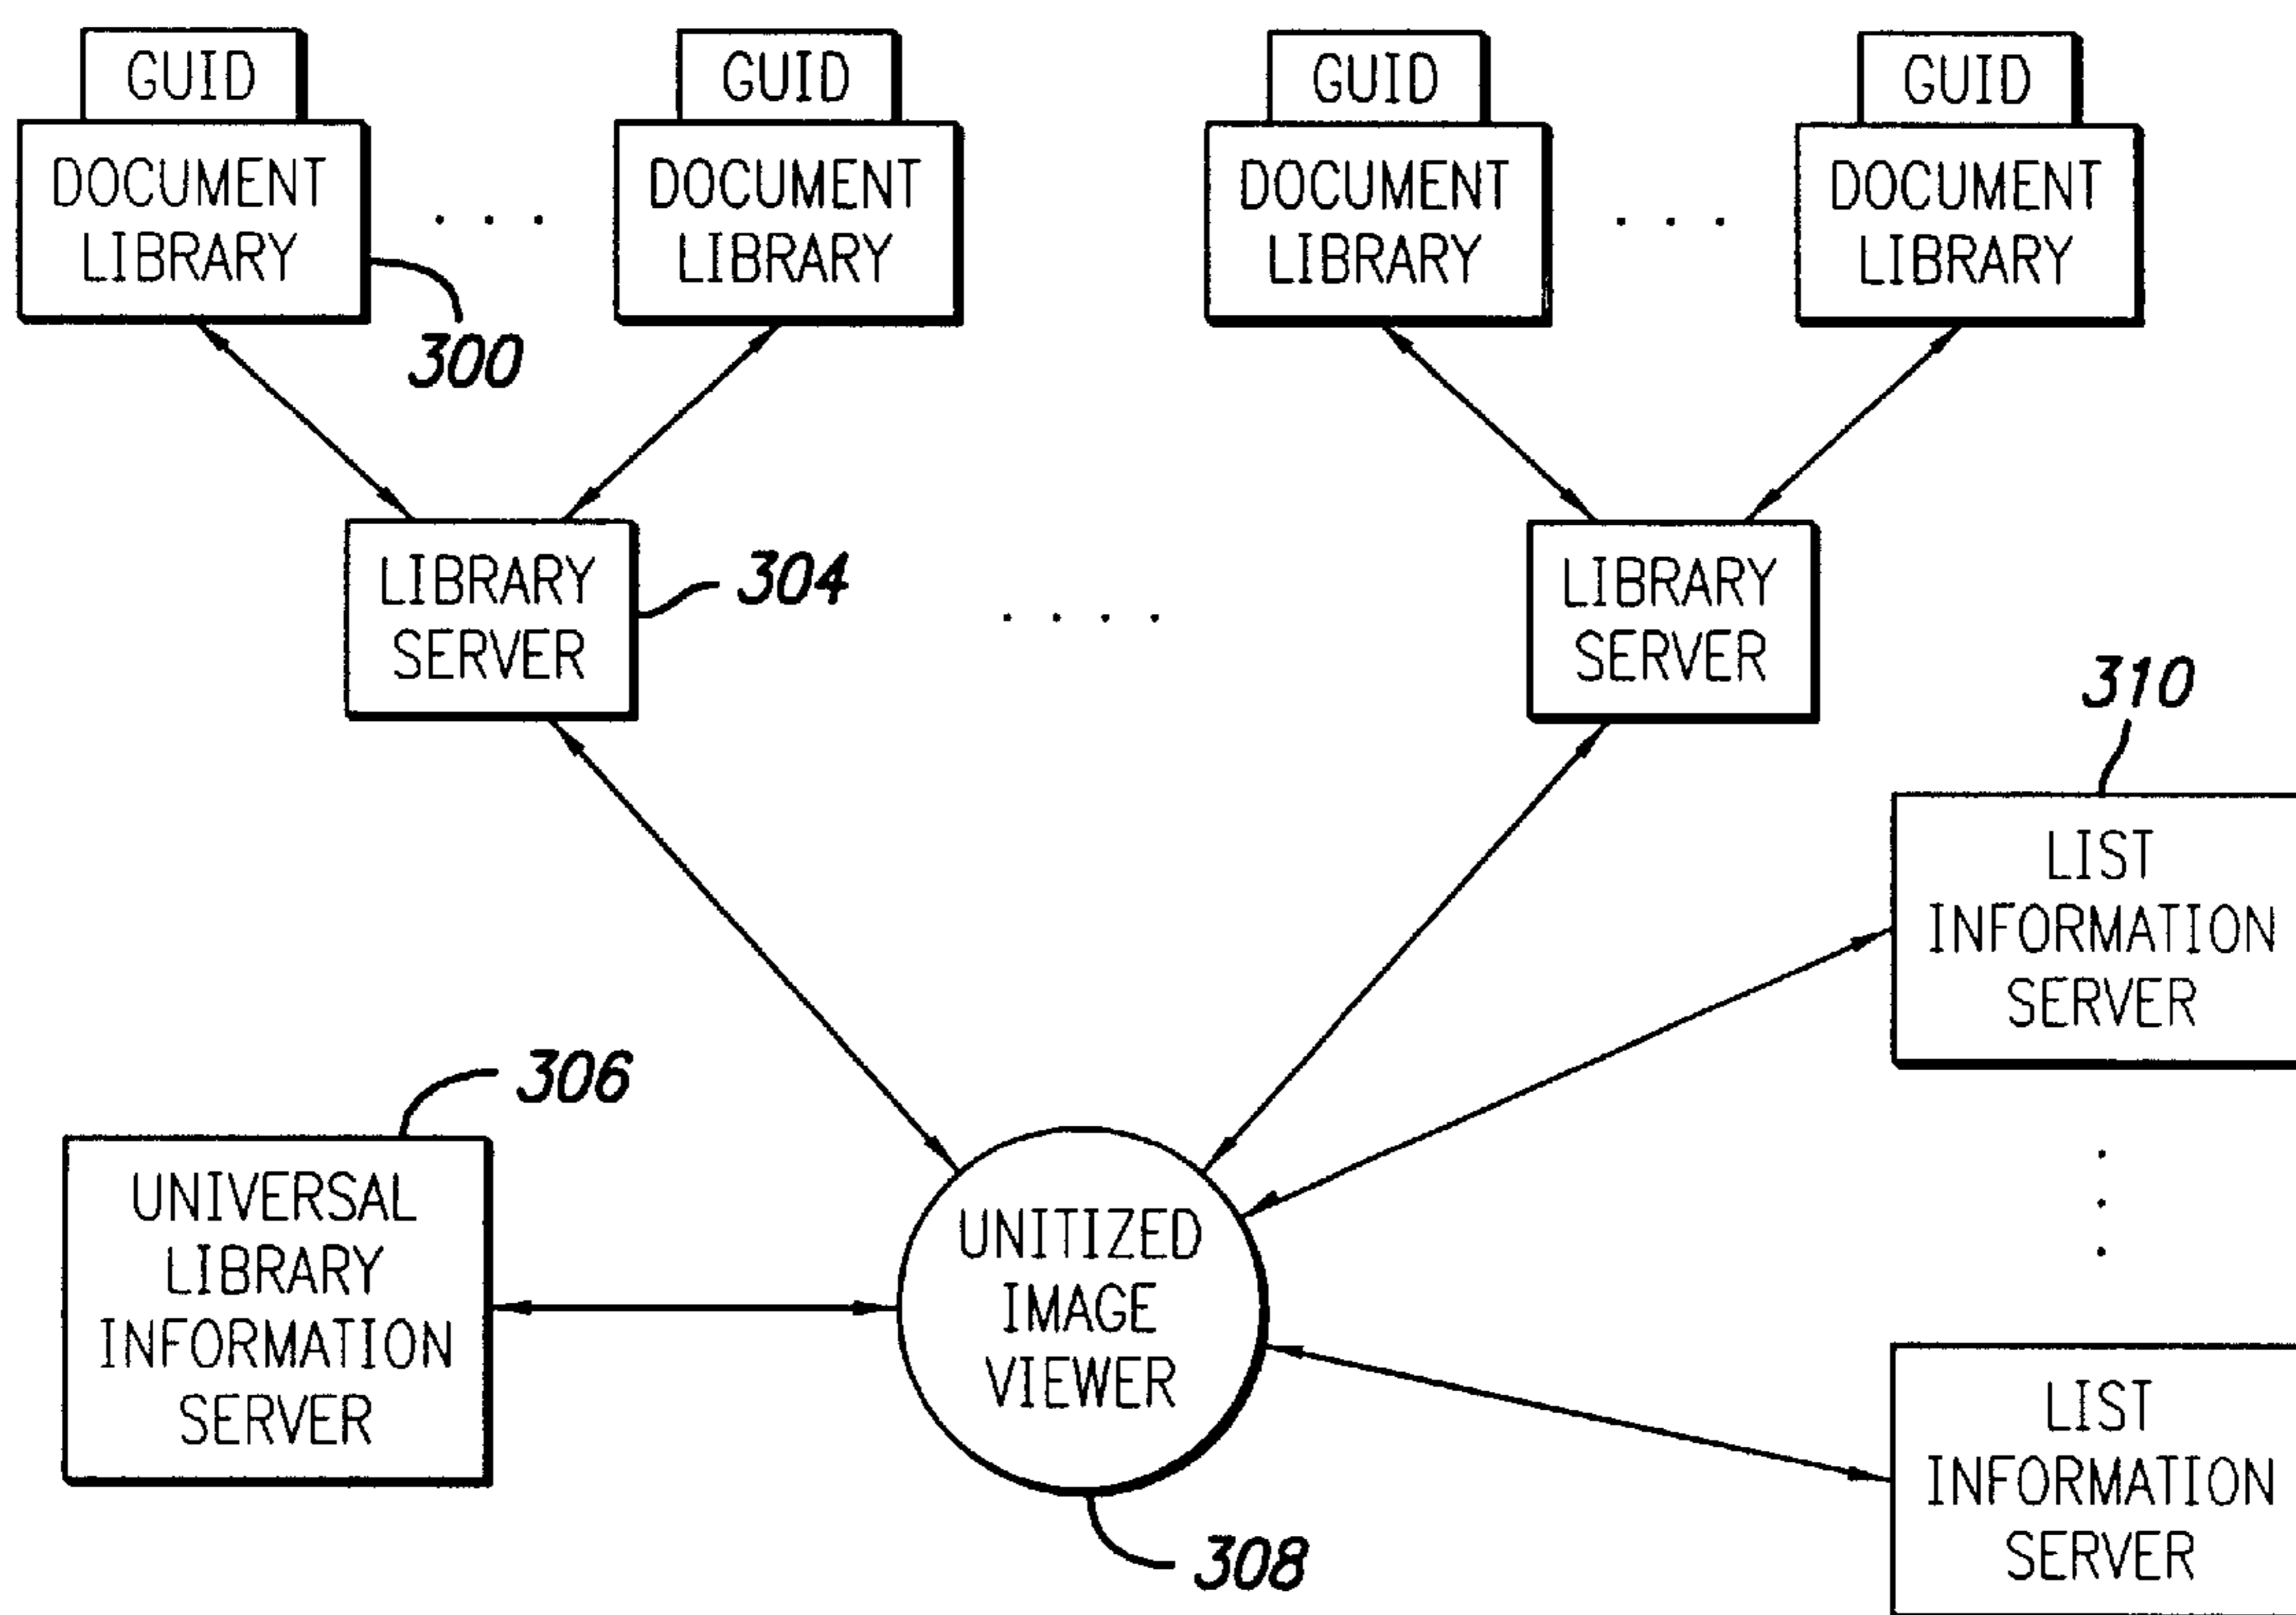 GUID
GUID
GUID
GUID
DOCUMENT
LIBRARY
DOCUMENT
LIBRARY
DOCUMENT
LIBRARY
DOCUMENT
LIBRARY
300
LIBRARY
SERVER
304
LIBRARY
SERVER
310
LIST
INFORMATION
SERVER
306
UNIVERSAL
LIBRARY
INFORMATION
SERVER
UNITIZED
IMAGE
VIEWER
LIST
INFORMATION
SERVER
308